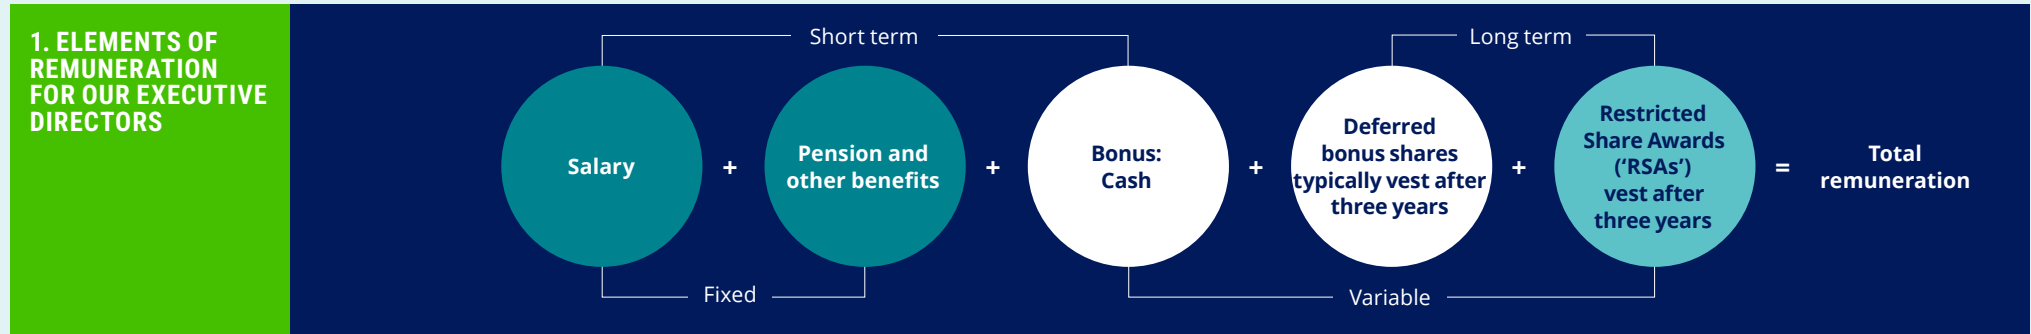 1. ELEMENTS OF
REMUNERATION
FOR OUR EXECUTIVE
DIRECTORS
Short term
Long term
Salary
+
Pension and
other benefits
+
Bonus:
Cash
+
Deferred
bonus shares
typically vest after
three years
+
Restricted
Share Awards
(‘RSAs’)
vest after
three years
=
Total
remuneration
Fixed
Variable